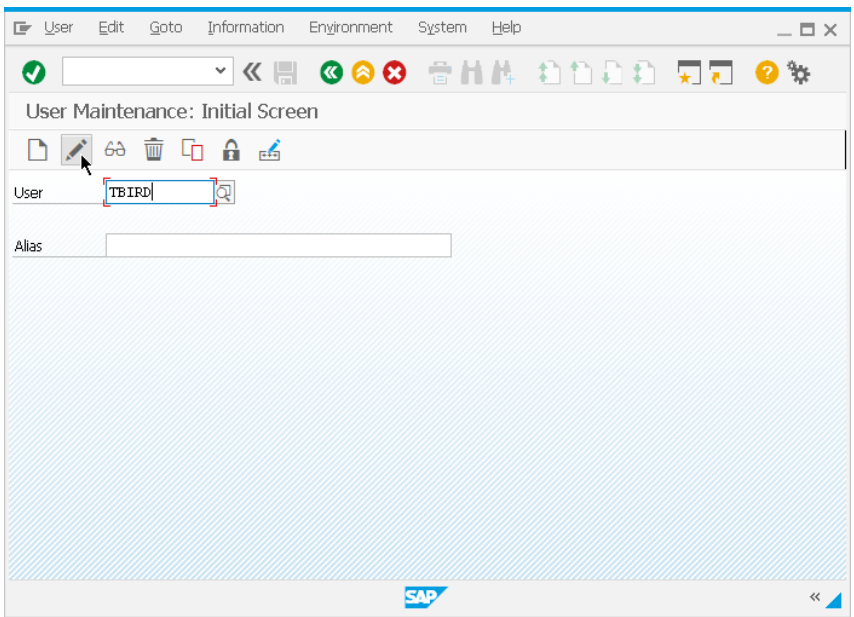 User Edit Goto Information Environment System Help
User Maintenance: Initial Screen
User TBIRD
Alias
SAP